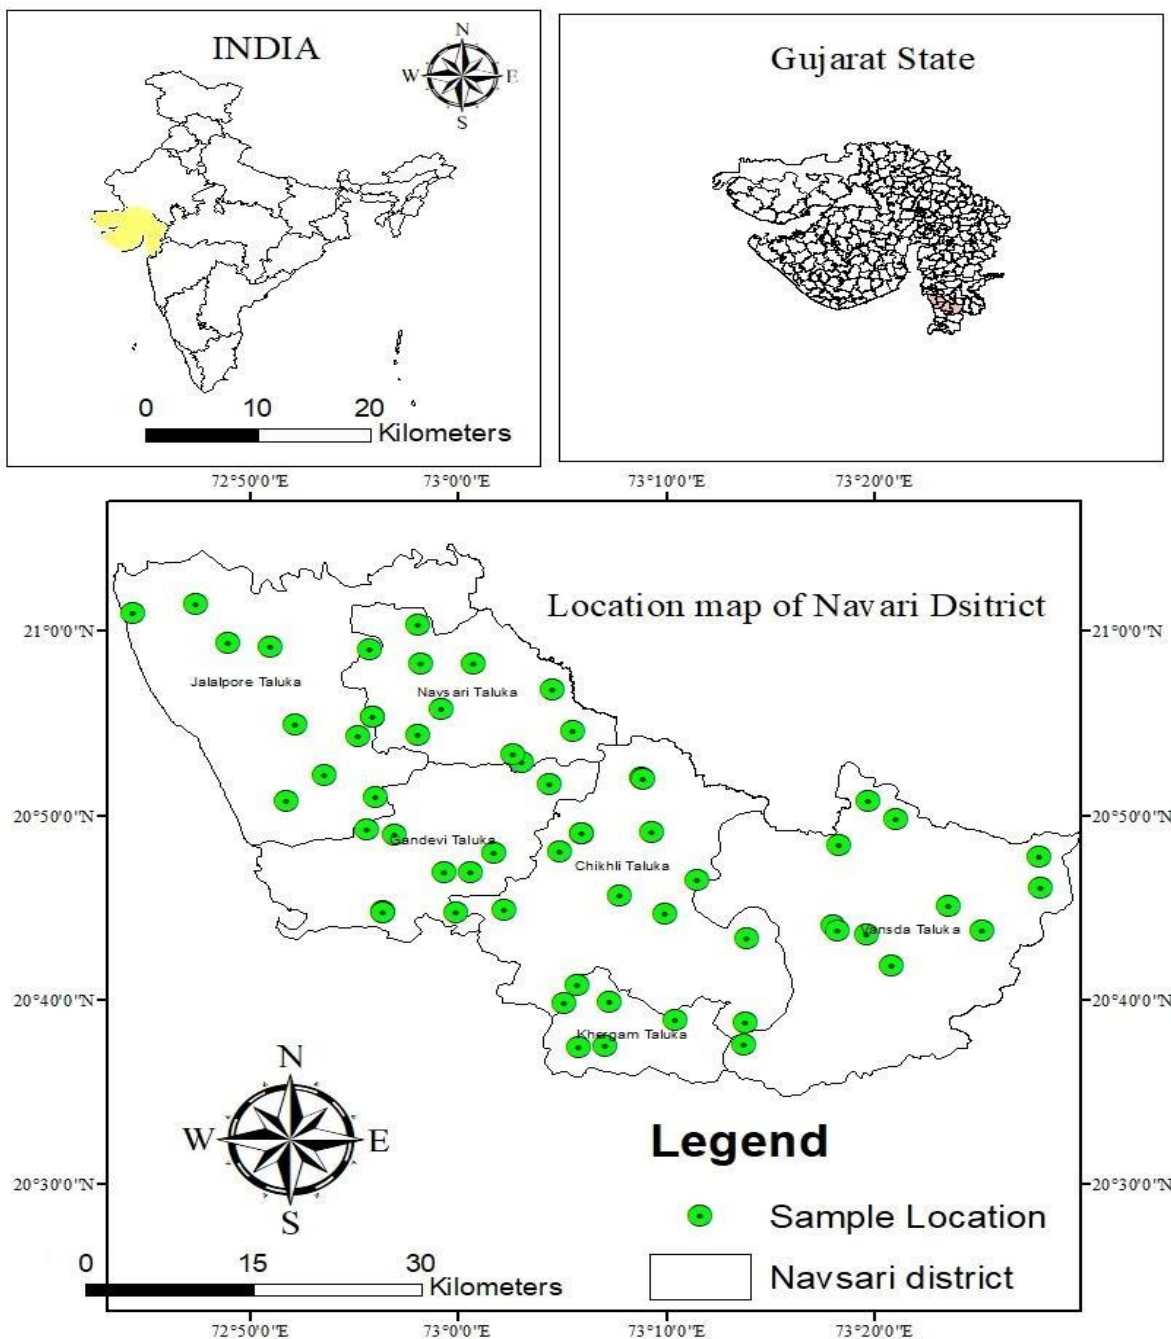 INDIA
N
W E
S
0 10 20
Kilometers
Gujarat State
72°50'0"E 73°0'0"E 73°10'0"E 73°20'0"E
Location map of Navari Dsitrict
21°0'0"N 21°0'0"N
Jalalpore Taluka
Navsari Taluka
20°50'0"N 20°50'0"N
Gandevi Taluka
Chikhli Taluka
Vansda Taluka
20°40'0"N 20°40'0"N
Khergam Taluka
N
W E
S
Legend
20°30'0"N 20°30'0"N
Sample Location
0 15 30
Kilometers
Navsari district
72°50'0"E 73°0'0"E 73°10'0"E 73°20'0"E